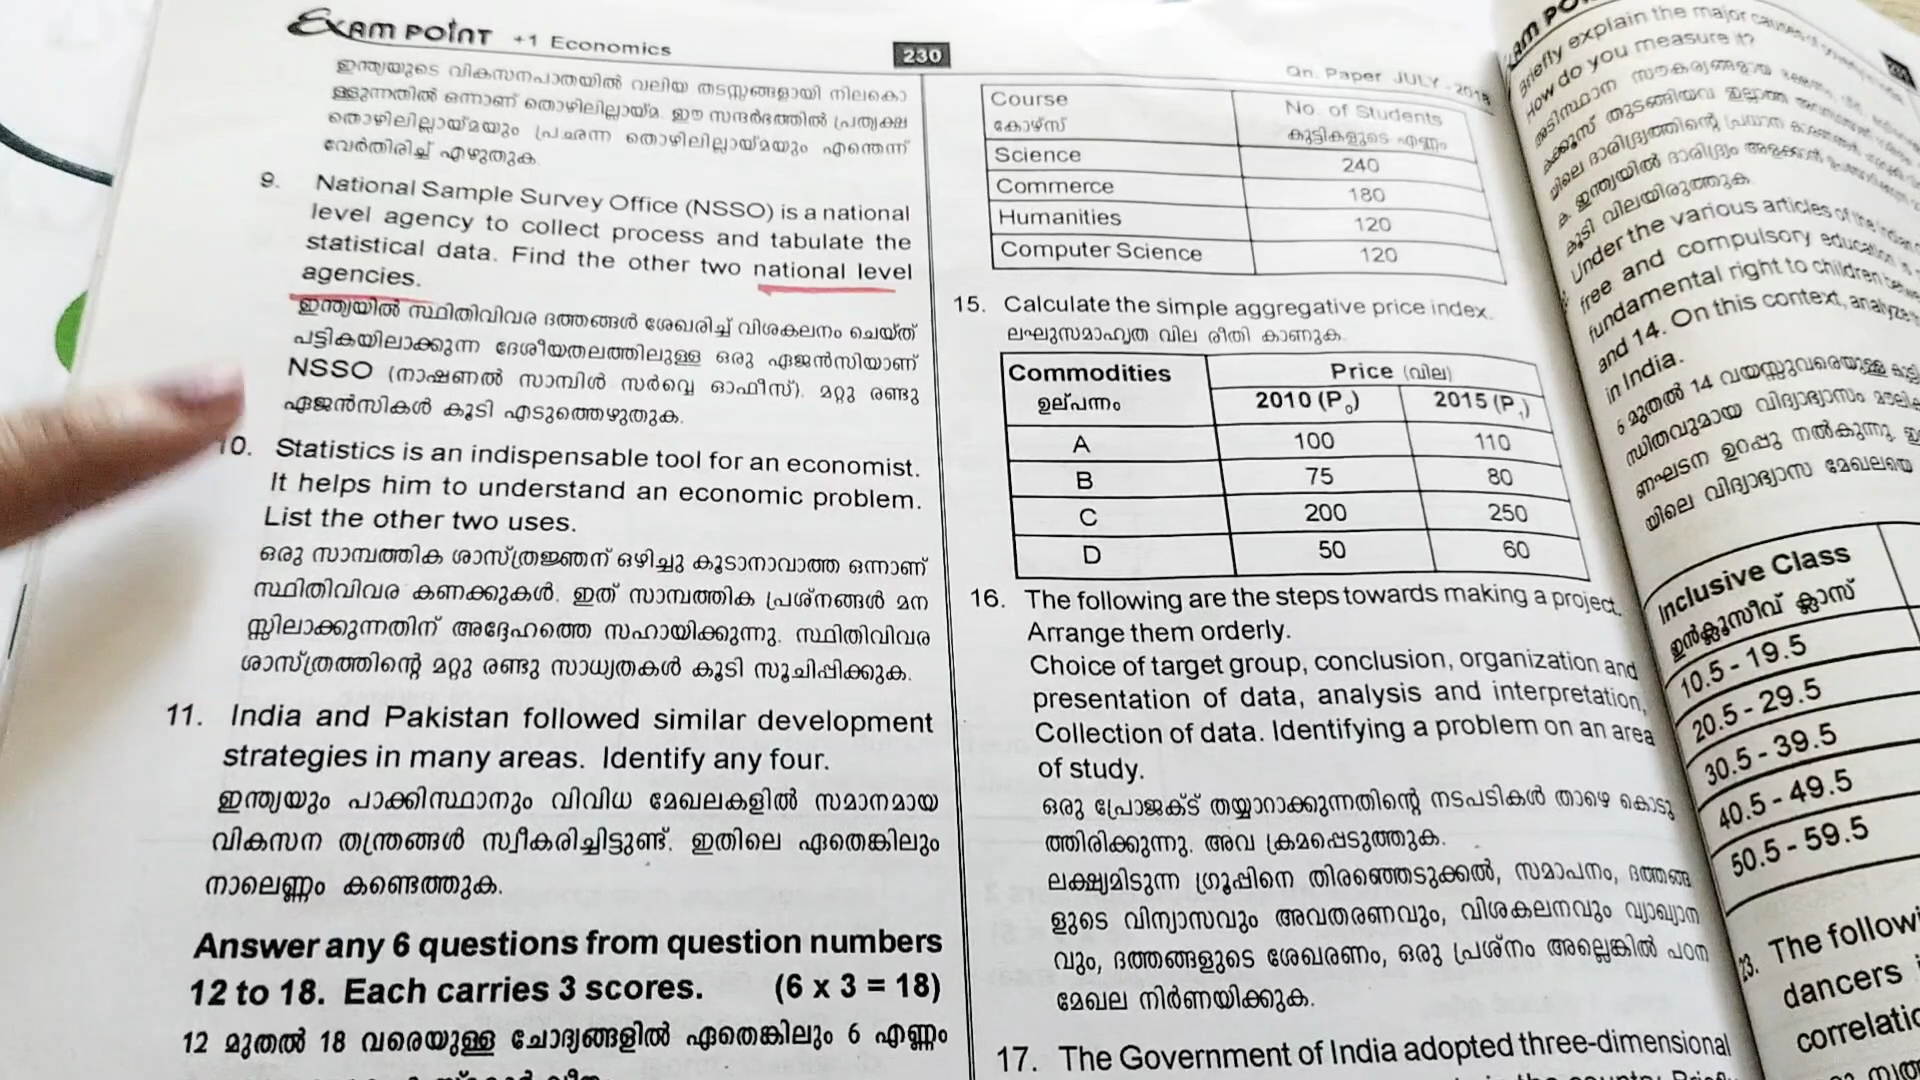 EXAM POINT +1 Economics
230
Qn. Paper JULY - 2018
ഇന്ത്യയുടെ വികസനപാതയിൽ വലിയ തടസ്സങ്ങളായി നിലകൊ
ള്ളുന്നതിൽ ഒന്നാണ് തൊഴിലില്ലായ്മ. ഈ സന്ദർഭത്തിൽ പ്രത്യക്ഷ
തൊഴിലില്ലായ്മയും പ്രഛന്ന തൊഴിലില്ലായ്മയും എന്തെന്ന്
വേർതിരിച്ച് എഴുതുക.
9. National Sample Survey Office (NSSO) is a national
level agency to collect process and tabulate the
statistical data. Find the other two national level
agencies.
ഇന്ത്യയിൽ സ്ഥിതിവിവര ദത്തങ്ങൾ ശേഖരിച്ച് വിശകലനം ചെയ്ത്
പട്ടികയിലാക്കുന്ന ദേശീയതലത്തിലുള്ള ഒരു ഏജൻസിയാണ്
NSSO (നാഷണൽ സാമ്പിൾ സർവ്വെ ഓഫീസ്). മറ്റു രണ്ടു
ഏജൻസികൾ കൂടി എടുത്തെഴുതുക.
10. Statistics is an indispensable tool for an economist.
It helps him to understand an economic problem.
List the other two uses.
ഒരു സാമ്പത്തിക ശാസ്ത്രജ്ഞന് ഒഴിച്ചു കൂടാനാവാത്ത ഒന്നാണ്
സ്ഥിതിവിവര കണക്കുകൾ. ഇത് സാമ്പത്തിക പ്രശ്നങ്ങൾ മന
സ്സിലാക്കുന്നതിന് അദ്ദേഹത്തെ സഹായിക്കുന്നു. സ്ഥിതിവിവര
ശാസ്ത്രത്തിന്റെ മറ്റു രണ്ടു സാധ്യതകൾ കൂടി സൂചിപ്പിക്കുക.
11. India and Pakistan followed similar development
strategies in many areas. Identify any four.
ഇന്ത്യയും പാക്കിസ്ഥാനും വിവിധ മേഖലകളിൽ സമാനമായ
വികസന തന്ത്രങ്ങൾ സ്വീകരിച്ചിട്ടുണ്ട്. ഇതിലെ ഏതെങ്കിലും
നാലെണ്ണം കണ്ടെത്തുക.
Answer any 6 questions from question numbers
12 to 18. Each carries 3 scores. (6 x 3 = 18)
12 മുതൽ 18 വരെയുള്ള ചോദ്യങ്ങളിൽ ഏതെങ്കിലും 6 എണ്ണം
Course No. of Students
കോഴ്സ് കുട്ടികളുടെ എണ്ണം
Science 240
Commerce 180
Humanities 120
Computer Science 120
15. Calculate the simple aggregative price index.
ലഘുസമാഹൃത വില രീതി കാണുക.
Commodities Price (വില)
ഉല്പന്നം 2010 (P0) 2015 (P1)
A 100 110
B 75 80
C 200 250
D 50 60
16. The following are the steps towards making a project.
Arrange them orderly.
Choice of target group, conclusion, organization and
presentation of data, analysis and interpretation,
Collection of data. Identifying a problem on an area
of study.
ഒരു പ്രോജക്ട് തയ്യാറാക്കുന്നതിന്റെ നടപടികൾ താഴെ കൊടു
ത്തിരിക്കുന്നു. അവ ക്രമപ്പെടുത്തുക.
ലക്ഷ്യമിടുന്ന ഗ്രൂപ്പിനെ തിരഞ്ഞെടുക്കൽ, സമാപനം, ദത്തങ്ങ
ളുടെ വിന്യാസവും അവതരണവും, വിശകലനവും വ്യാഖ്യാന
വും, ദത്തങ്ങളുടെ ശേഖരണം, ഒരു പ്രശ്നം അല്ലെങ്കിൽ പഠന
മേഖല നിർണയിക്കുക.
17. The Government of India adopted three-dimensional
Briefly explain the major causes of
How do you measure it?
കൂടി വിലയിരുത്തുക.
Under the various articles of the Indian
free and compulsory education
fundamental right to children
and 14. On this context, analyze
in India.
6 മുതൽ 14 വയസ്സുവരെയുള്ള
Inclusive Class
ഇൻക്ലൂസീവ് ക്ലാസ്
10.5 - 19.5
20.5 - 29.5
30.5 - 39.5
40.5 - 49.5
50.5 - 59.5
23. The followi
dancers
correlatio